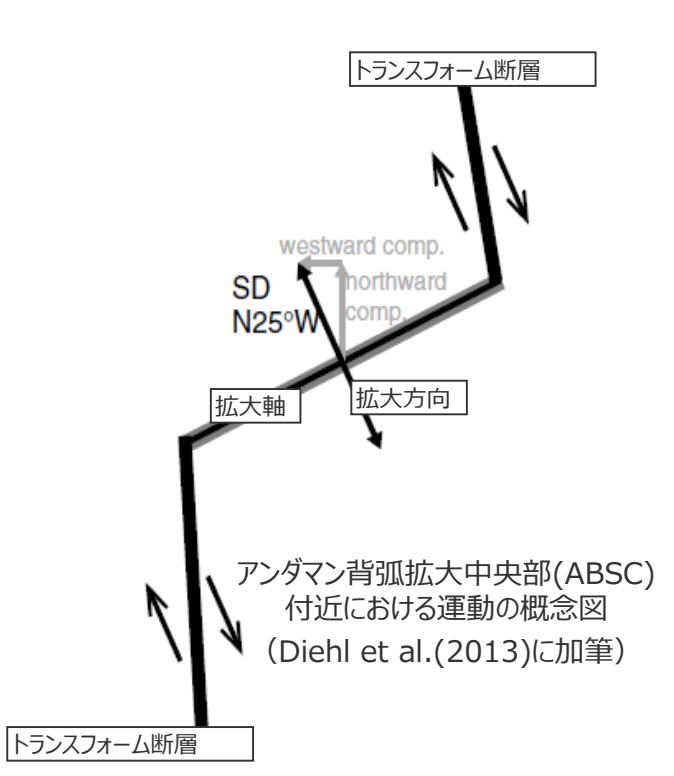 トランスフォーム断層
westward comp.
SD
N25°W
northward
comp.
拡大軸
拡大方向
アンダマン背弧拡大中央部(ABSC)
付近における運動の概念図
（Diehl et al.(2013)に加筆）
トランスフォーム断層